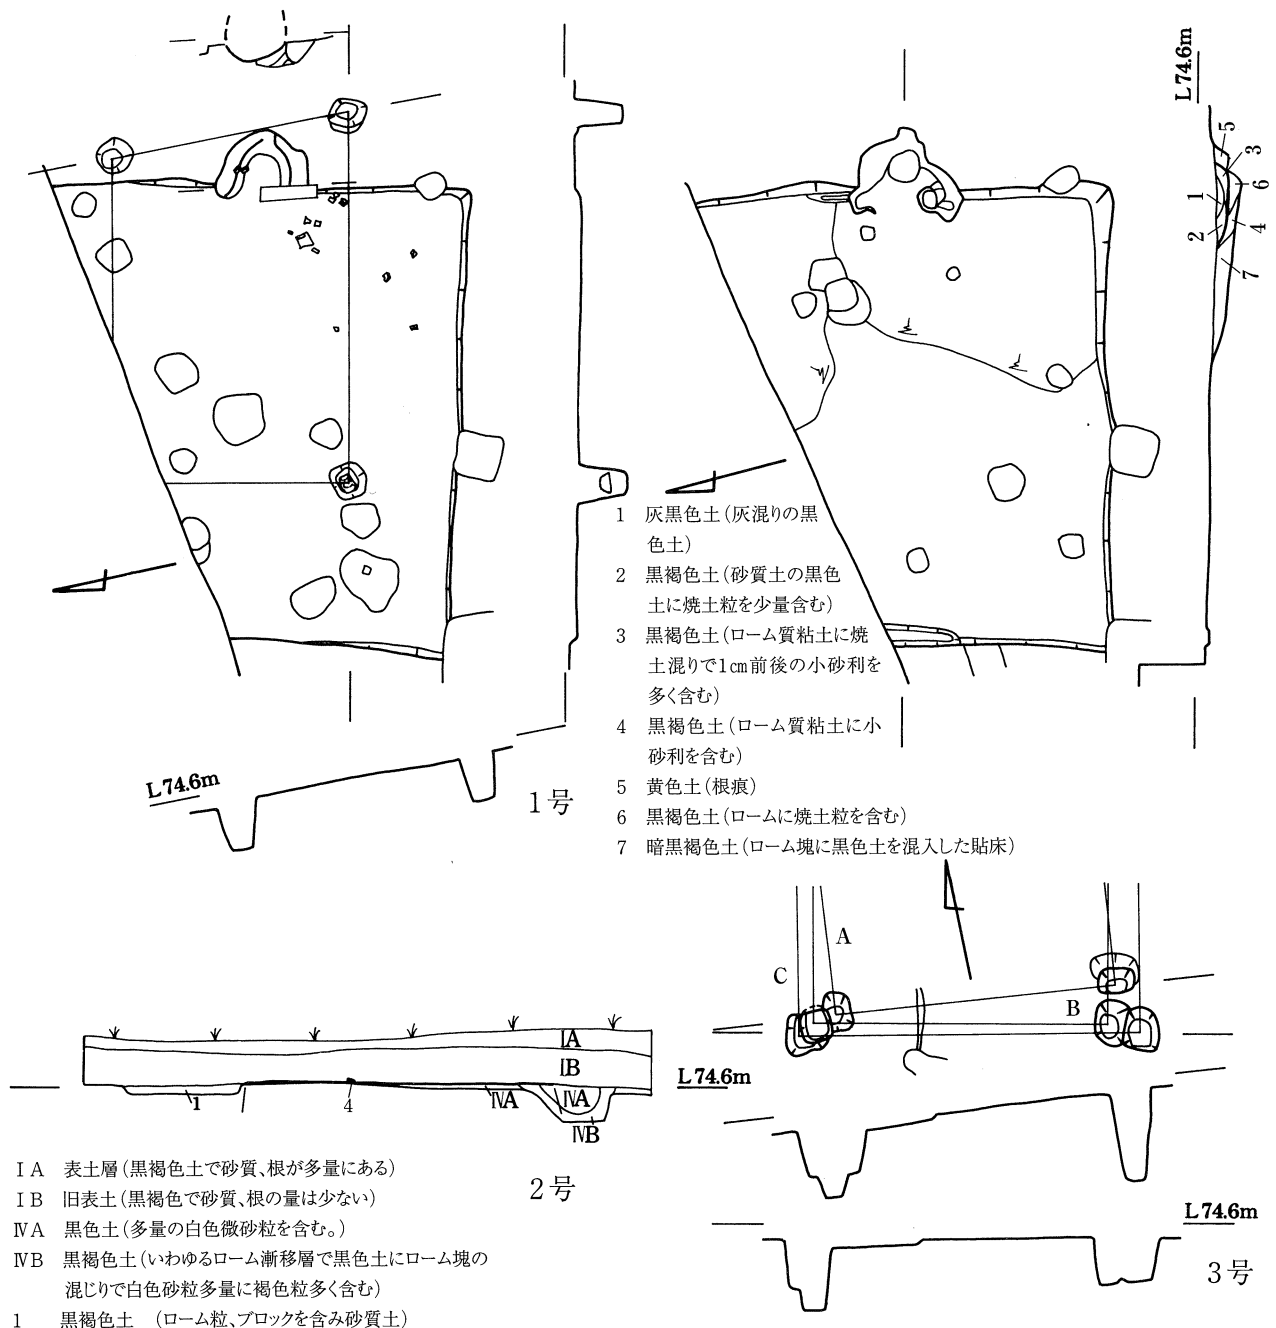 L 74.6m
5
3
6
1
4
2
7
1 灰黒色土(灰混りの黒
色土)
2 黒褐色土(砂質土の黒色
土に焼土粒を少量含む)
3 黒褐色土(ローム質粘土に焼
土混りで1㎝前後の小砂利を
多く含む)
4 黒褐色土(ローム質粘土に小
砂利を含む)
5 黄色土(根痕)
6 黒褐色土(ロームに焼土粒を含む)
7 暗黒褐色土(ローム塊に黒色土を混入した貼床)
L 74.6m
1号
A
C
B
ⅠA
ⅠB
1
4
ⅣA
ⅣA
ⅣB
L 74.6m
ⅠA 表土層(黒褐色土で砂質、根が多量にある)
ⅠB 旧表土(黒褐色で砂質、根の量は少ない)
ⅣA 黒色土(多量の白色微砂粒を含む。)
ⅣB 黒褐色土(いわゆるローム漸移層で黒色土にローム塊の
混じりで白色砂粒多量に褐色粒多く含む)
1 黒褐色土 (ローム粒、ブロックを含み砂質土)
2号
L 74.6m
3号